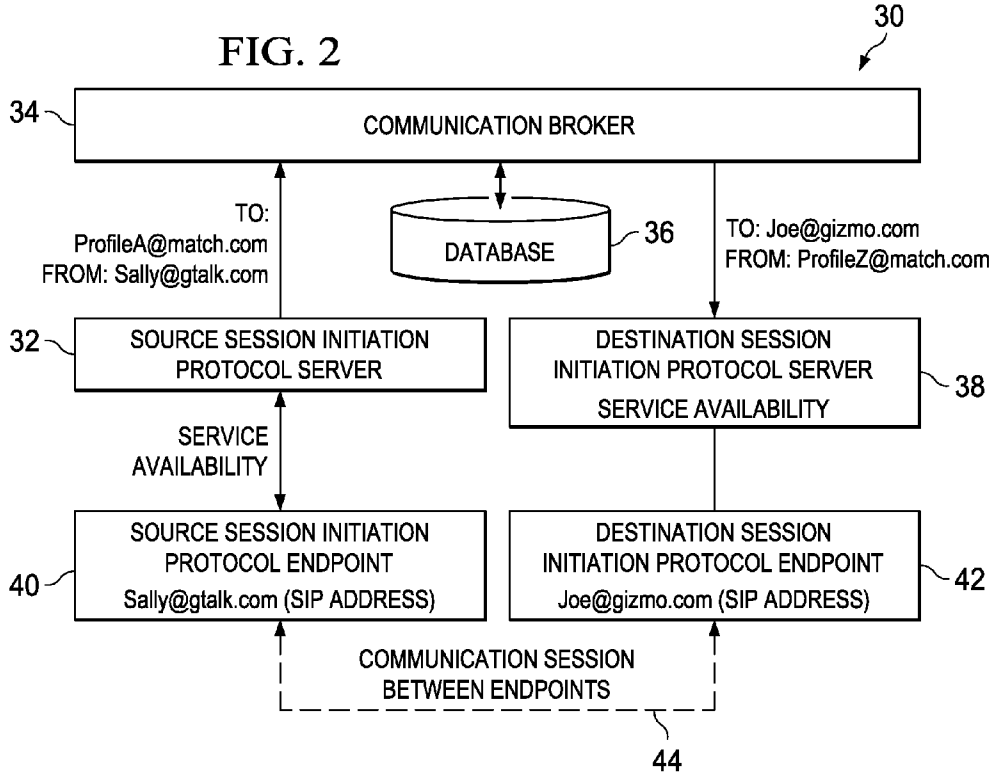 FIG. 2
30
34
COMMUNICATION BROKER
TO:
ProfileA@match.com
FROM: Sally@gtalk.com
DATABASE
36
TO: Joe@gizmo.com
FROM: ProfileZ@match.com
32
SOURCE SESSION INITIATION
PROTOCOL SERVER
DESTINATION SESSION
INITIATION PROTOCOL SERVER
SERVICE AVAILABILITY
38
SERVICE
AVAILABILITY
40
SOURCE SESSION INITIATION
PROTOCOL ENDPOINT
Sally@gtalk.com (SIP ADDRESS)
DESTINATION SESSION
INITIATION PROTOCOL ENDPOINT
Joe@gizmo.com (SIP ADDRESS)
42
COMMUNICATION SESSION
BETWEEN ENDPOINTS
44